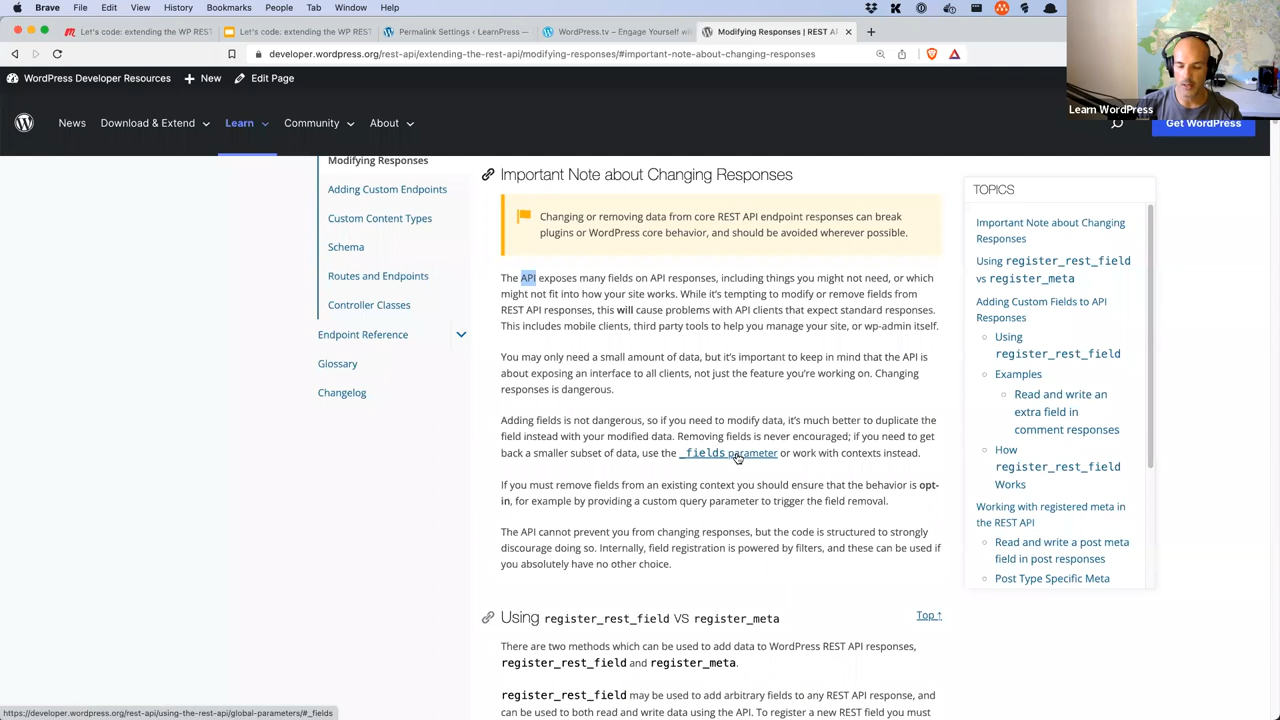 Brave File Edit View History Bookmarks People Tab Window Help
Let's code: extending the WP REST
Let's code: extending the WP REST
Permalink Settings ‹ LearnPress —
WordPress.tv – Engage Yourself wi
Modifying Responses | REST A
developer.wordpress.org/rest-api/extending-the-rest-api/modifying-responses/#important-note-about-changing-responses
WordPress Developer Resources New Edit Page
Learn WordPress
News Download & Extend Learn Community About Get WordPress
Modifying Responses
Adding Custom Endpoints
Custom Content Types
Schema
Routes and Endpoints
Controller Classes
Endpoint Reference
Glossary
Changelog
Important Note about Changing Responses
Changing or removing data from core REST API endpoint responses can break
plugins or WordPress core behavior, and should be avoided wherever possible.
The API exposes many fields on API responses, including things you might not need, or which
might not fit into how your site works. While it's tempting to modify or remove fields from
REST API responses, this will cause problems with API clients that expect standard responses.
This includes mobile clients, third party tools to help you manage your site, or wp-admin itself.
You may only need a small amount of data, but it's important to keep in mind that the API is
about exposing an interface to all clients, not just the feature you're working on. Changing
responses is dangerous.
Adding fields is not dangerous, so if you need to modify data, it's much better to duplicate the
field instead with your modified data. Removing fields is never encouraged; if you need to get
back a smaller subset of data, use the _fields parameter or work with contexts instead.
If you must remove fields from an existing context you should ensure that the behavior is opt-
in, for example by providing a custom query parameter to trigger the field removal.
The API cannot prevent you from changing responses, but the code is structured to strongly
discourage doing so. Internally, field registration is powered by filters, and these can be used if
you absolutely have no other choice.
Using register_rest_field vs register_meta
Top ↑
There are two methods which can be used to add data to WordPress REST API responses,
register_rest_field and register_meta.
register_rest_field may be used to add arbitrary fields to any REST API response, and
can be used to both read and write data using the API. To register a new REST field you must
TOPICS
Important Note about Changing
Responses
Using register_rest_field
vs register_meta
Adding Custom Fields to API
Responses
Using
register_rest_field
Examples
Read and write an
extra field in
comment responses
How
register_rest_field
Works
Working with registered meta in
the REST API
Read and write a post meta
field in post responses
Post Type Specific Meta
https://developer.wordpress.org/rest-api/using-the-rest-api/global-parameters/#_fields